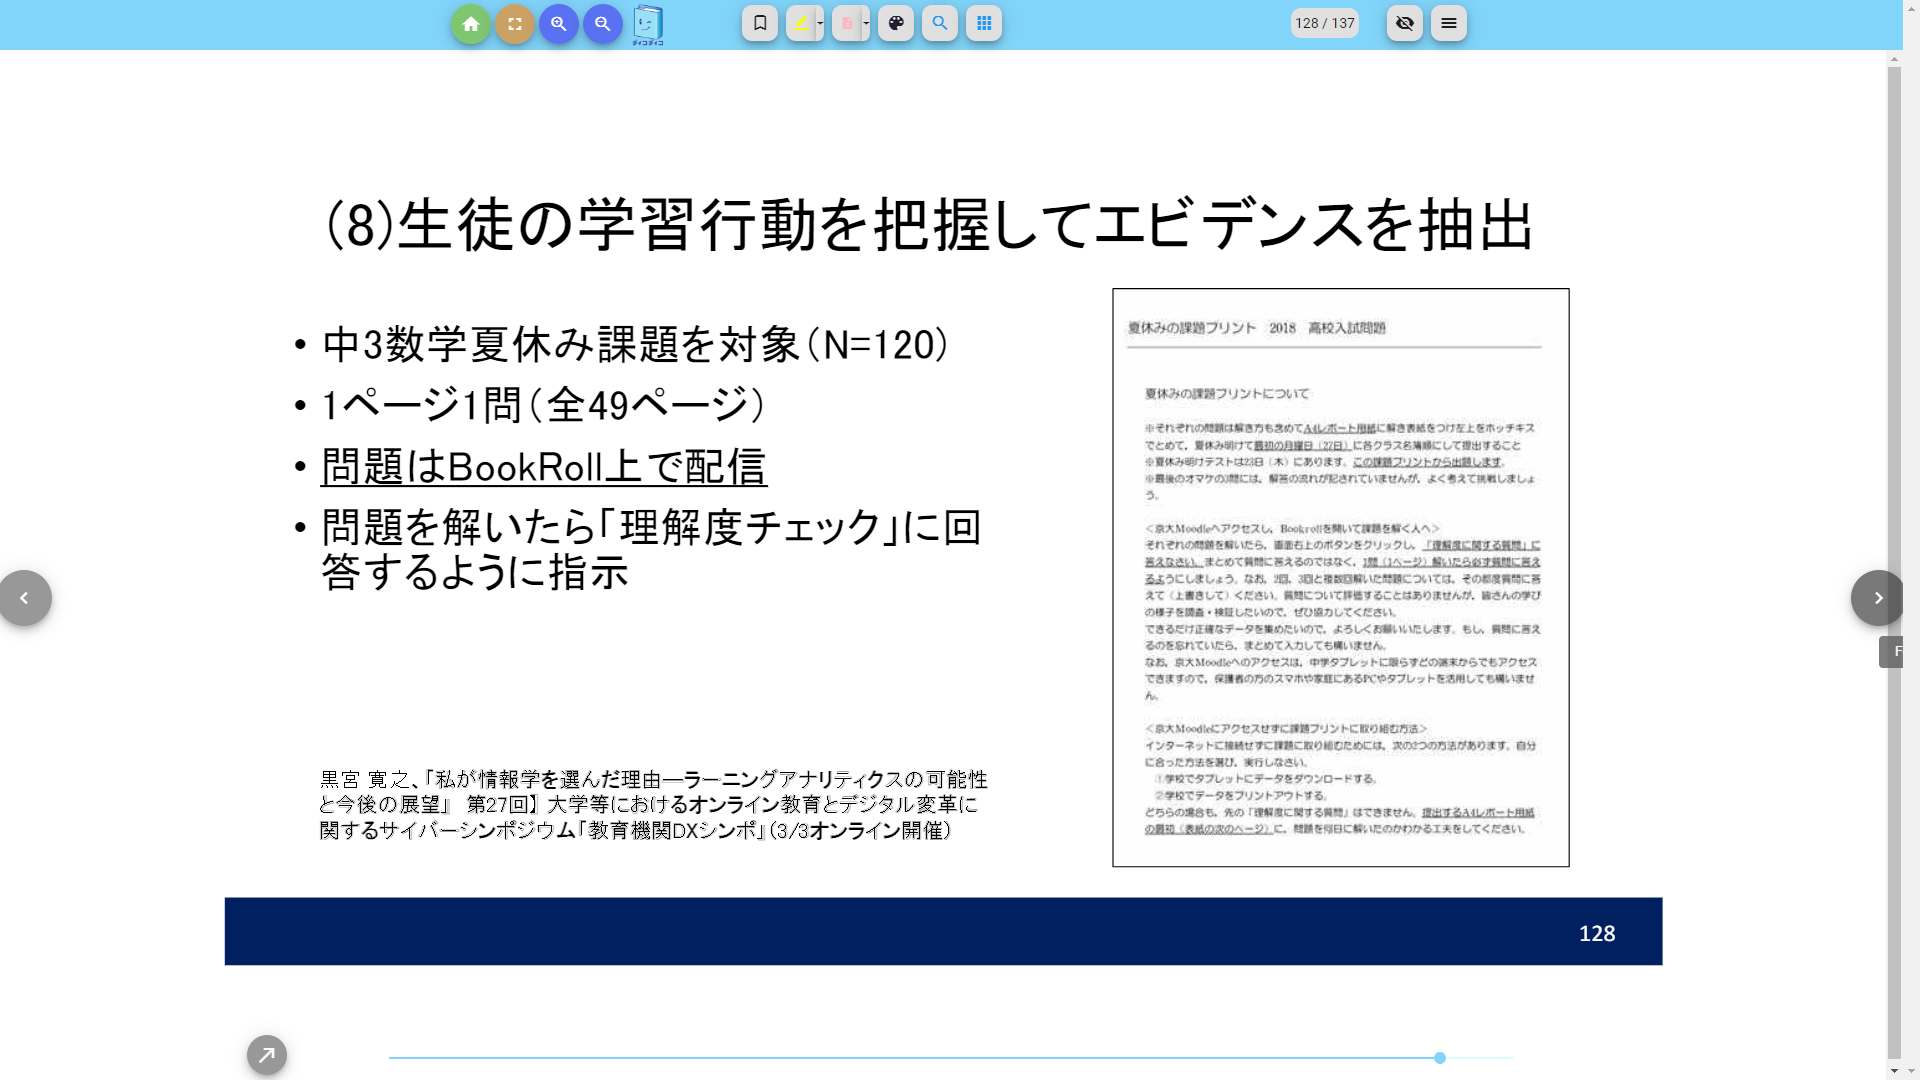 128 / 137
(8)生徒の学習行動を把握してエビデンスを抽出
• 中3数学夏休み課題を対象(N=120)
• 1ページ1問(全49ページ)
• 問題はBookRoll上で配信
• 問題を解いたら「理解度チェック」に回
答するように指示
黒宮 寛之、「私が情報学を選んだ理由―ラーニングアナリティクスの可能性
と今後の展望」 第27回】 大学等におけるオンライン教育とデジタル変革に
関するサイバーシンポジウム「教育機関DXシンポ」(3/3オンライン開催)
夏休みの課題プリント 2018 高校入試問題
夏休みの課題プリントについて
※それぞれの問題は解き方も含めてA4レポート用紙に解き表紙をつけ左上をホッチキス
でとめて、夏休み明けて最初の月曜日(27日)に各クラス名簿順にして提出すること
※夏休み明けテストは23日(木)にあります。この課題プリントから出題します。
※最後のオマケの3問には、解答の流れが記されていませんが、よく考えて挑戦しましょ
う。
<京大Moodleへアクセスし、Bookrollを開いて課題を解く人へ>
それぞれの問題を解いたら、画面右上のボタンをクリックし、「理解度に関する質問」に
答えなさい。まとめて質問に答えるのではなく、1問(1ページ)解いたら必ず質問に答え
るようにしましょう。なお、2回、3回と複数回解いた問題については、その都度質問に答
えて(上書きして)ください。質問について評価することはありませんが、皆さんの学び
の様子を調査・検証したいので、ぜひ協力してください。
できるだけ正確なデータを集めたいので、よろしくお願いいたします。もし、質問に答え
るのを忘れていたら、まとめて入力しても構いません。
なお、京大Moodleへのアクセスは、中学タブレットに限らずどの端末からでもアクセス
できますので、保護者の方のスマホや家庭にあるPCやタブレットを活用しても構いませ
ん。
<京大Moodleにアクセスせずに課題プリントに取り組む方法>
インターネットに接続せずに課題に取り組むためには、次の2つの方法があります。自分
に合った方法を選び、実行しなさい。
①学校でタブレットにデータをダウンロードする。
②学校でデータをプリントアウトする。
どちらの場合も、先の「理解度に関する質問」はできません。提出するA4レポート用紙
の最初(表紙の次のページ)に、問題を何日に解いたのかわかる工夫をしてください。
128